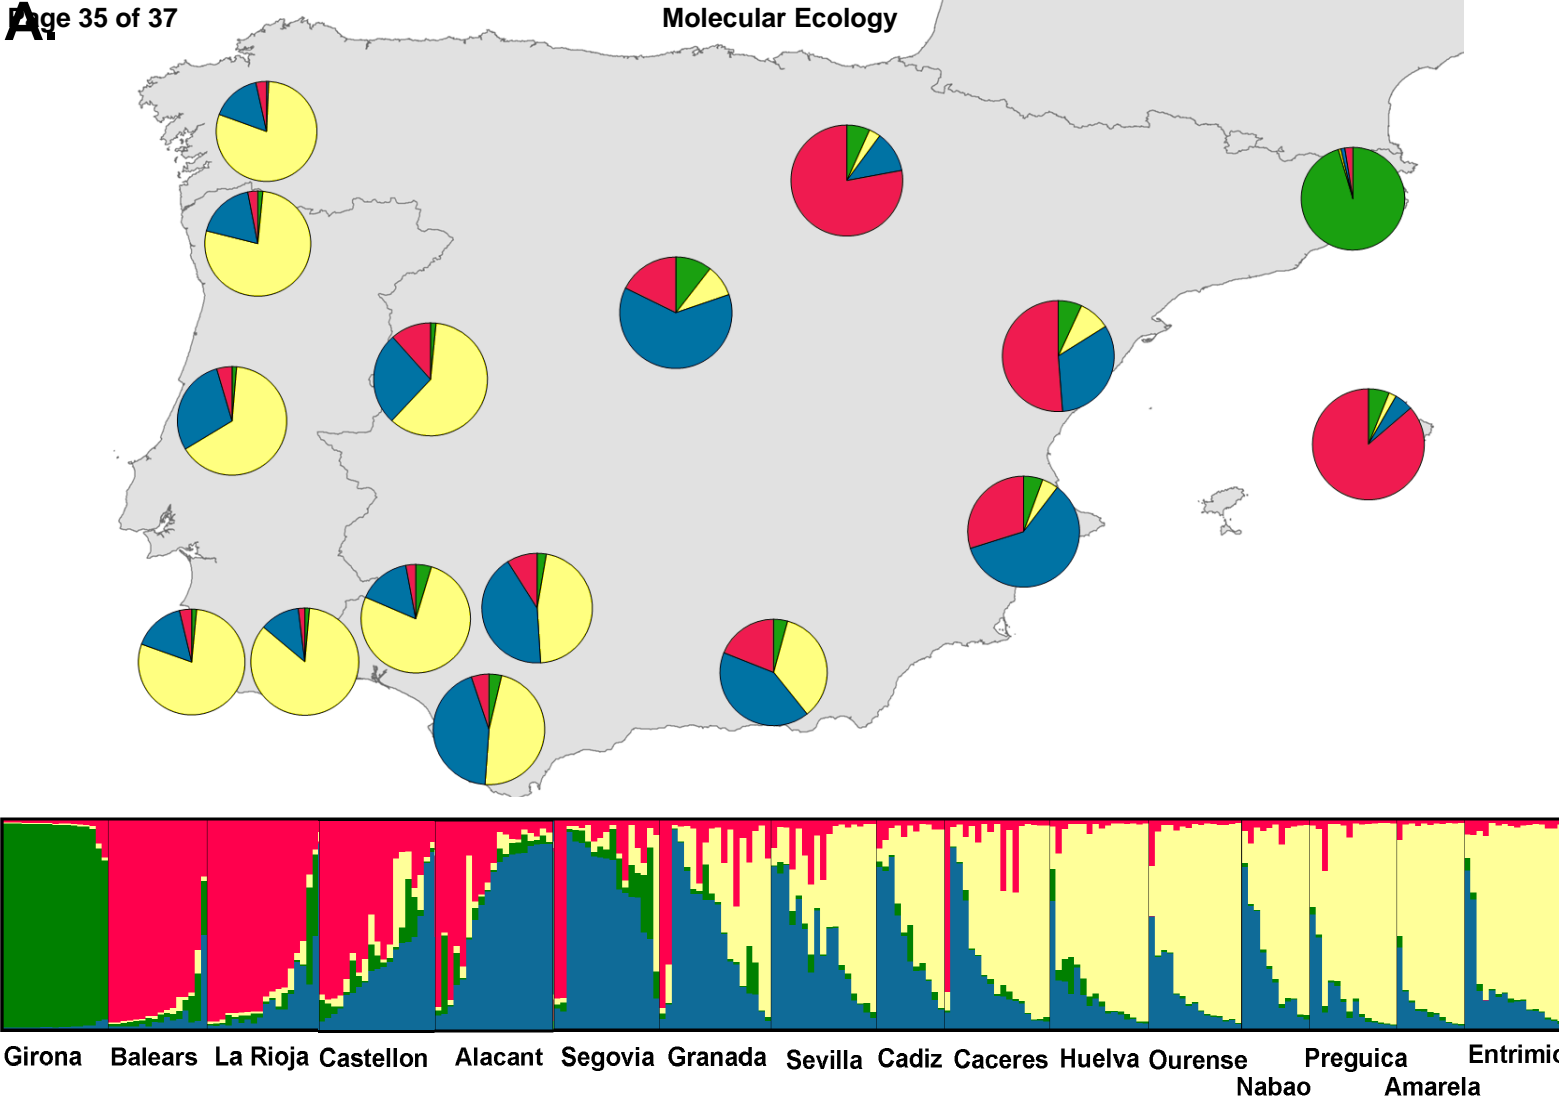 Page 35 of 37
Molecular Ecology
A.
Girona Balears La Rioja Castellon Alacant Segovia Granada Sevilla Cadiz Caceres Huelva Ourense Preguica Entrimio
Nabao Amarela